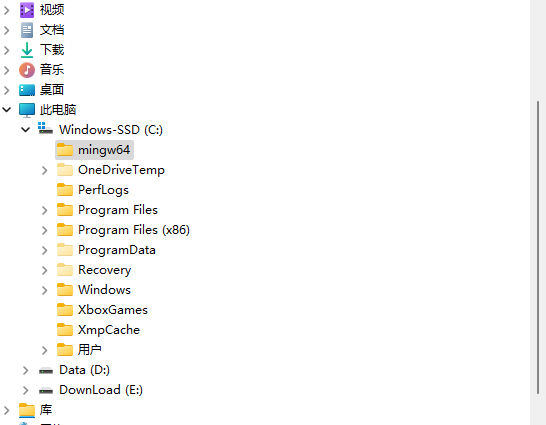 视频
文档
下载
音乐
桌面
此电脑
Windows-SSD (C:)
mingw64
OneDriveTemp
PerfLogs
Program Files
Program Files (x86)
ProgramData
Recovery
Windows
XboxGames
XmpCache
用户
Data (D:)
DownLoad (E:)
库